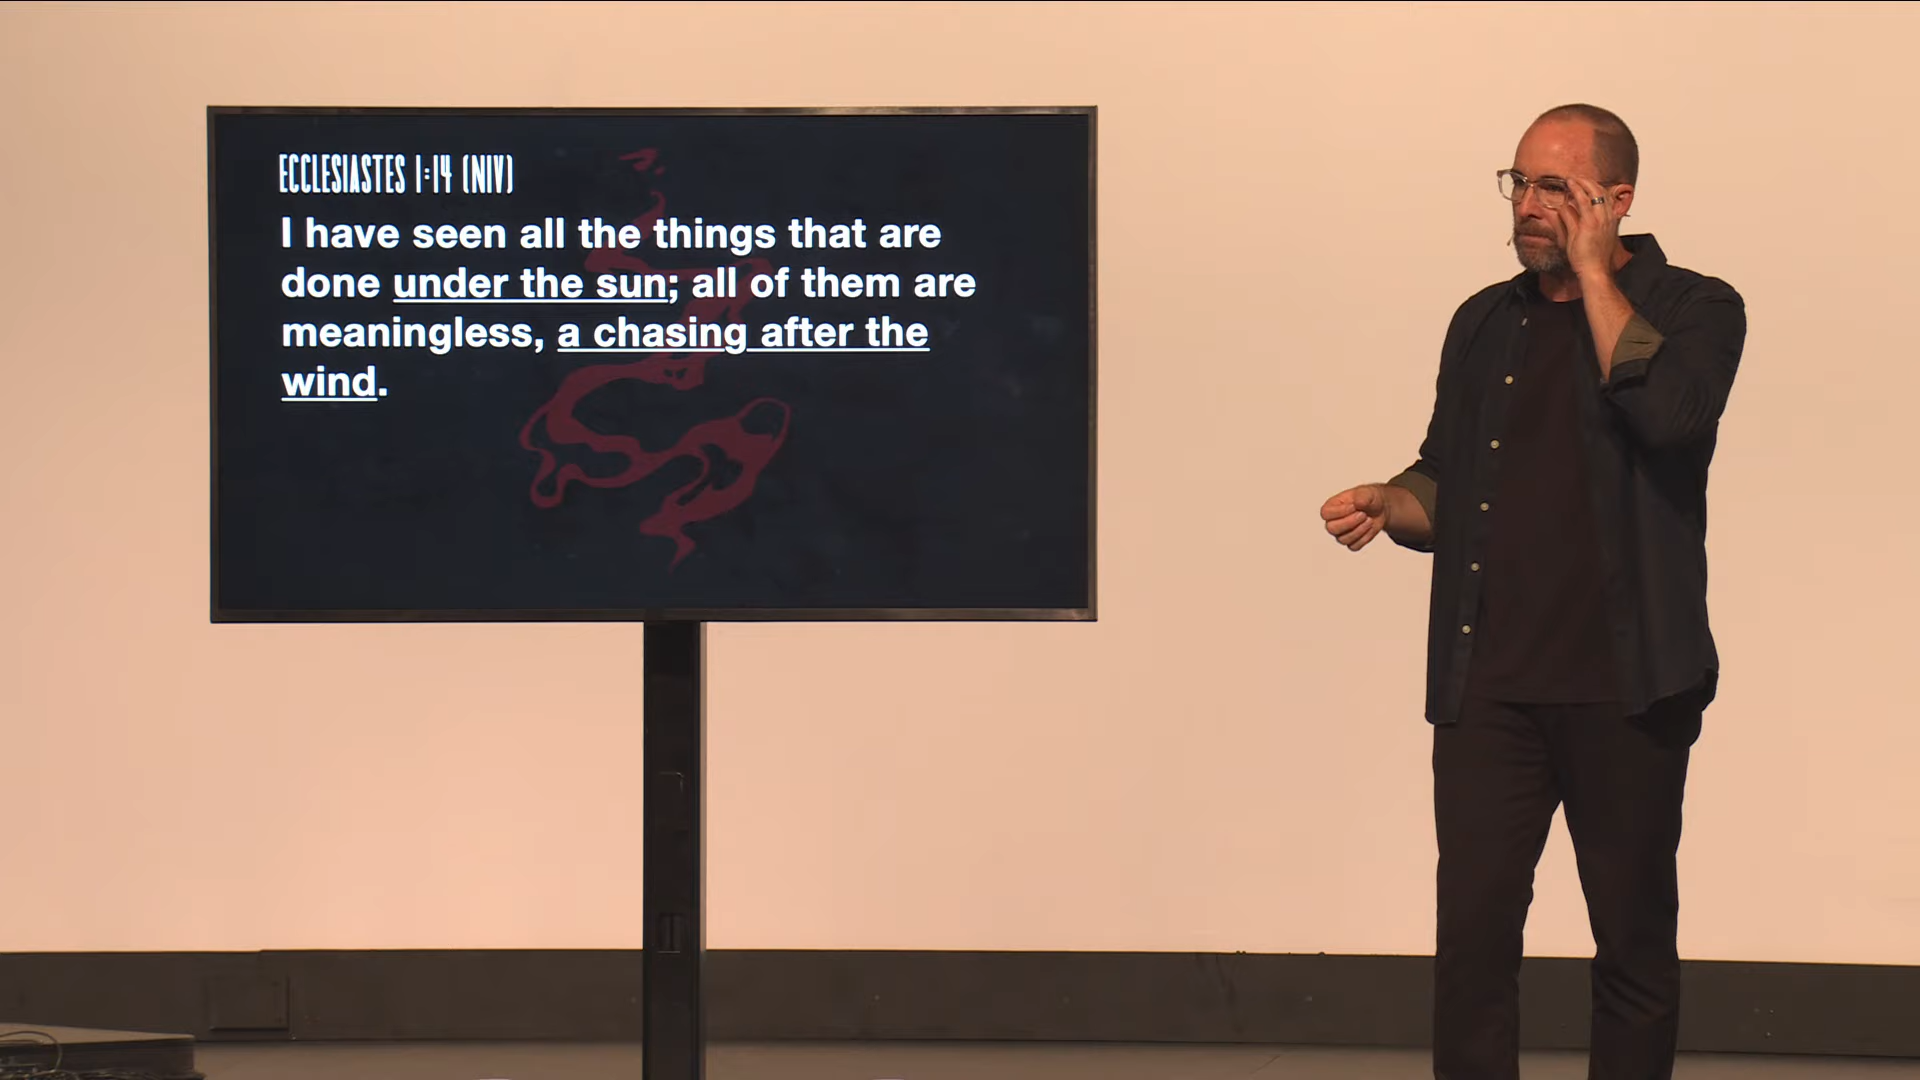 ECCLESIASTES 1:14 (NIV)
I have seen all the things that are
done under the sun; all of them are
meaningless, a chasing after the
wind.